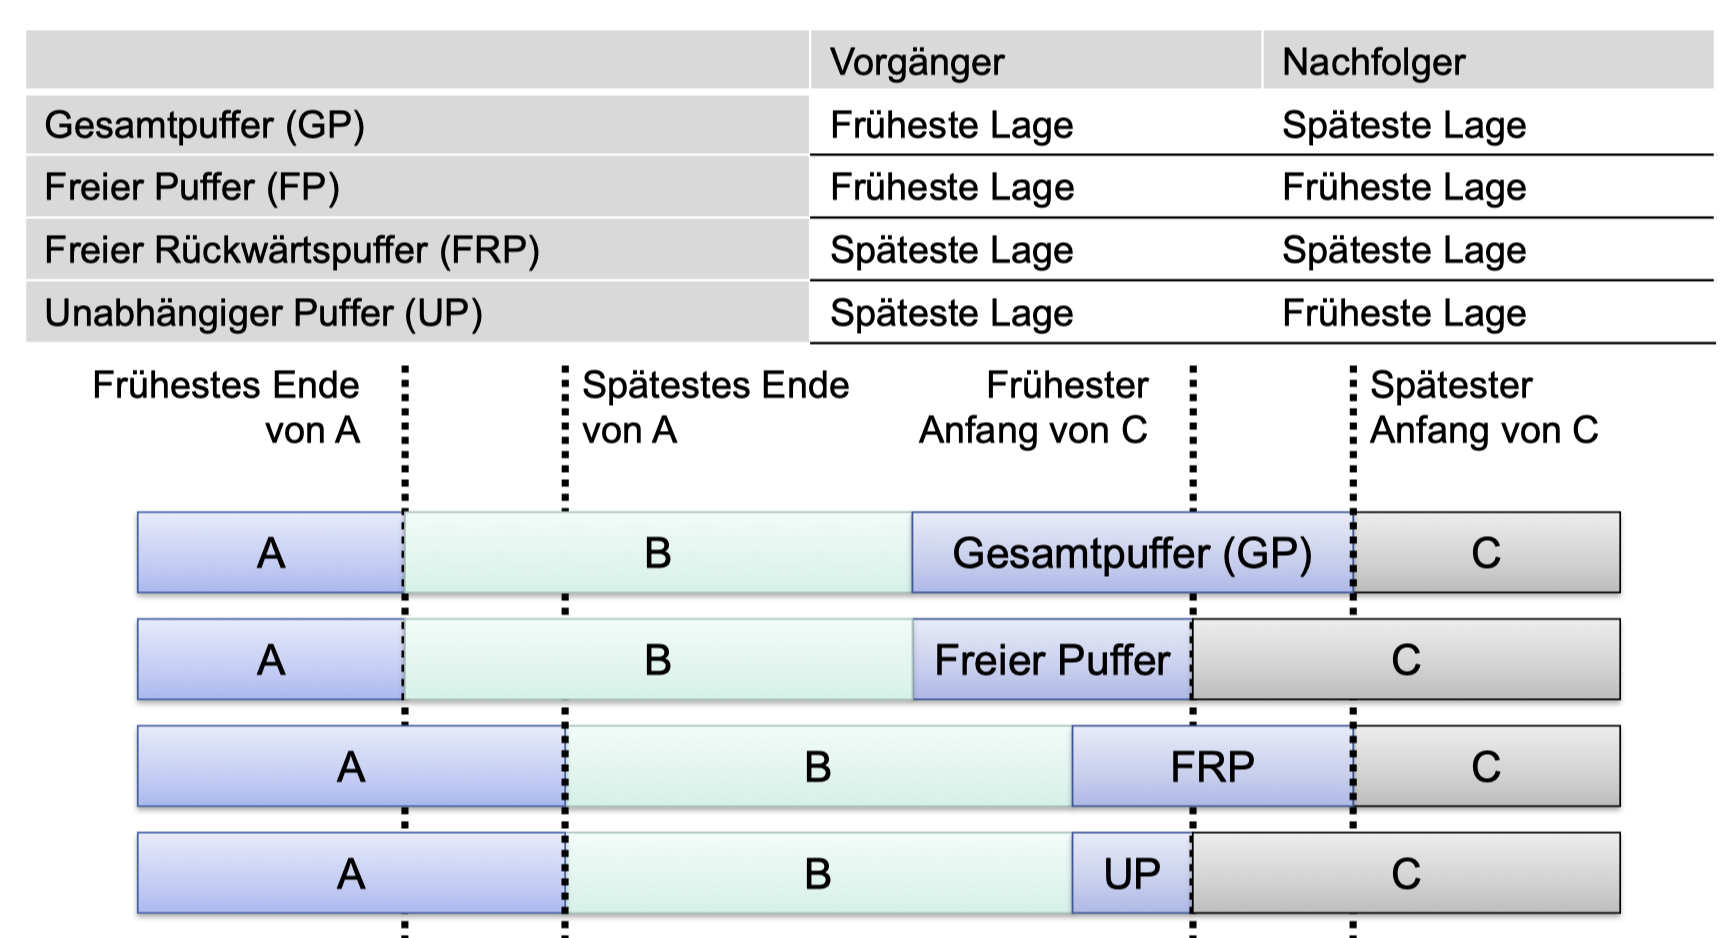 Vorgänger Nachfolger
Gesamtpuffer (GP) Früheste Lage Späteste Lage
Freier Puffer (FP) Früheste Lage Früheste Lage
Freier Rückwärtspuffer (FRP) Späteste Lage Späteste Lage
Unabhängiger Puffer (UP) Späteste Lage Früheste Lage
Frühestes Ende Spätestes Ende Frühester Spätester
von A von A Anfang von C Anfang von C
A B Gesamtpuffer (GP) C
A B Freier Puffer C
A B FRP C
A B UP C